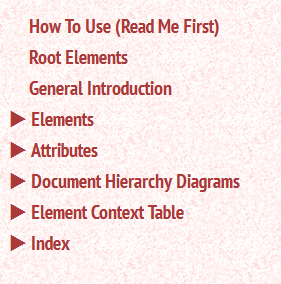 How To Use (Read Me First)
Root Elements
General Introduction
Elements
Attributes
Document Hierarchy Diagrams
Element Context Table
Index